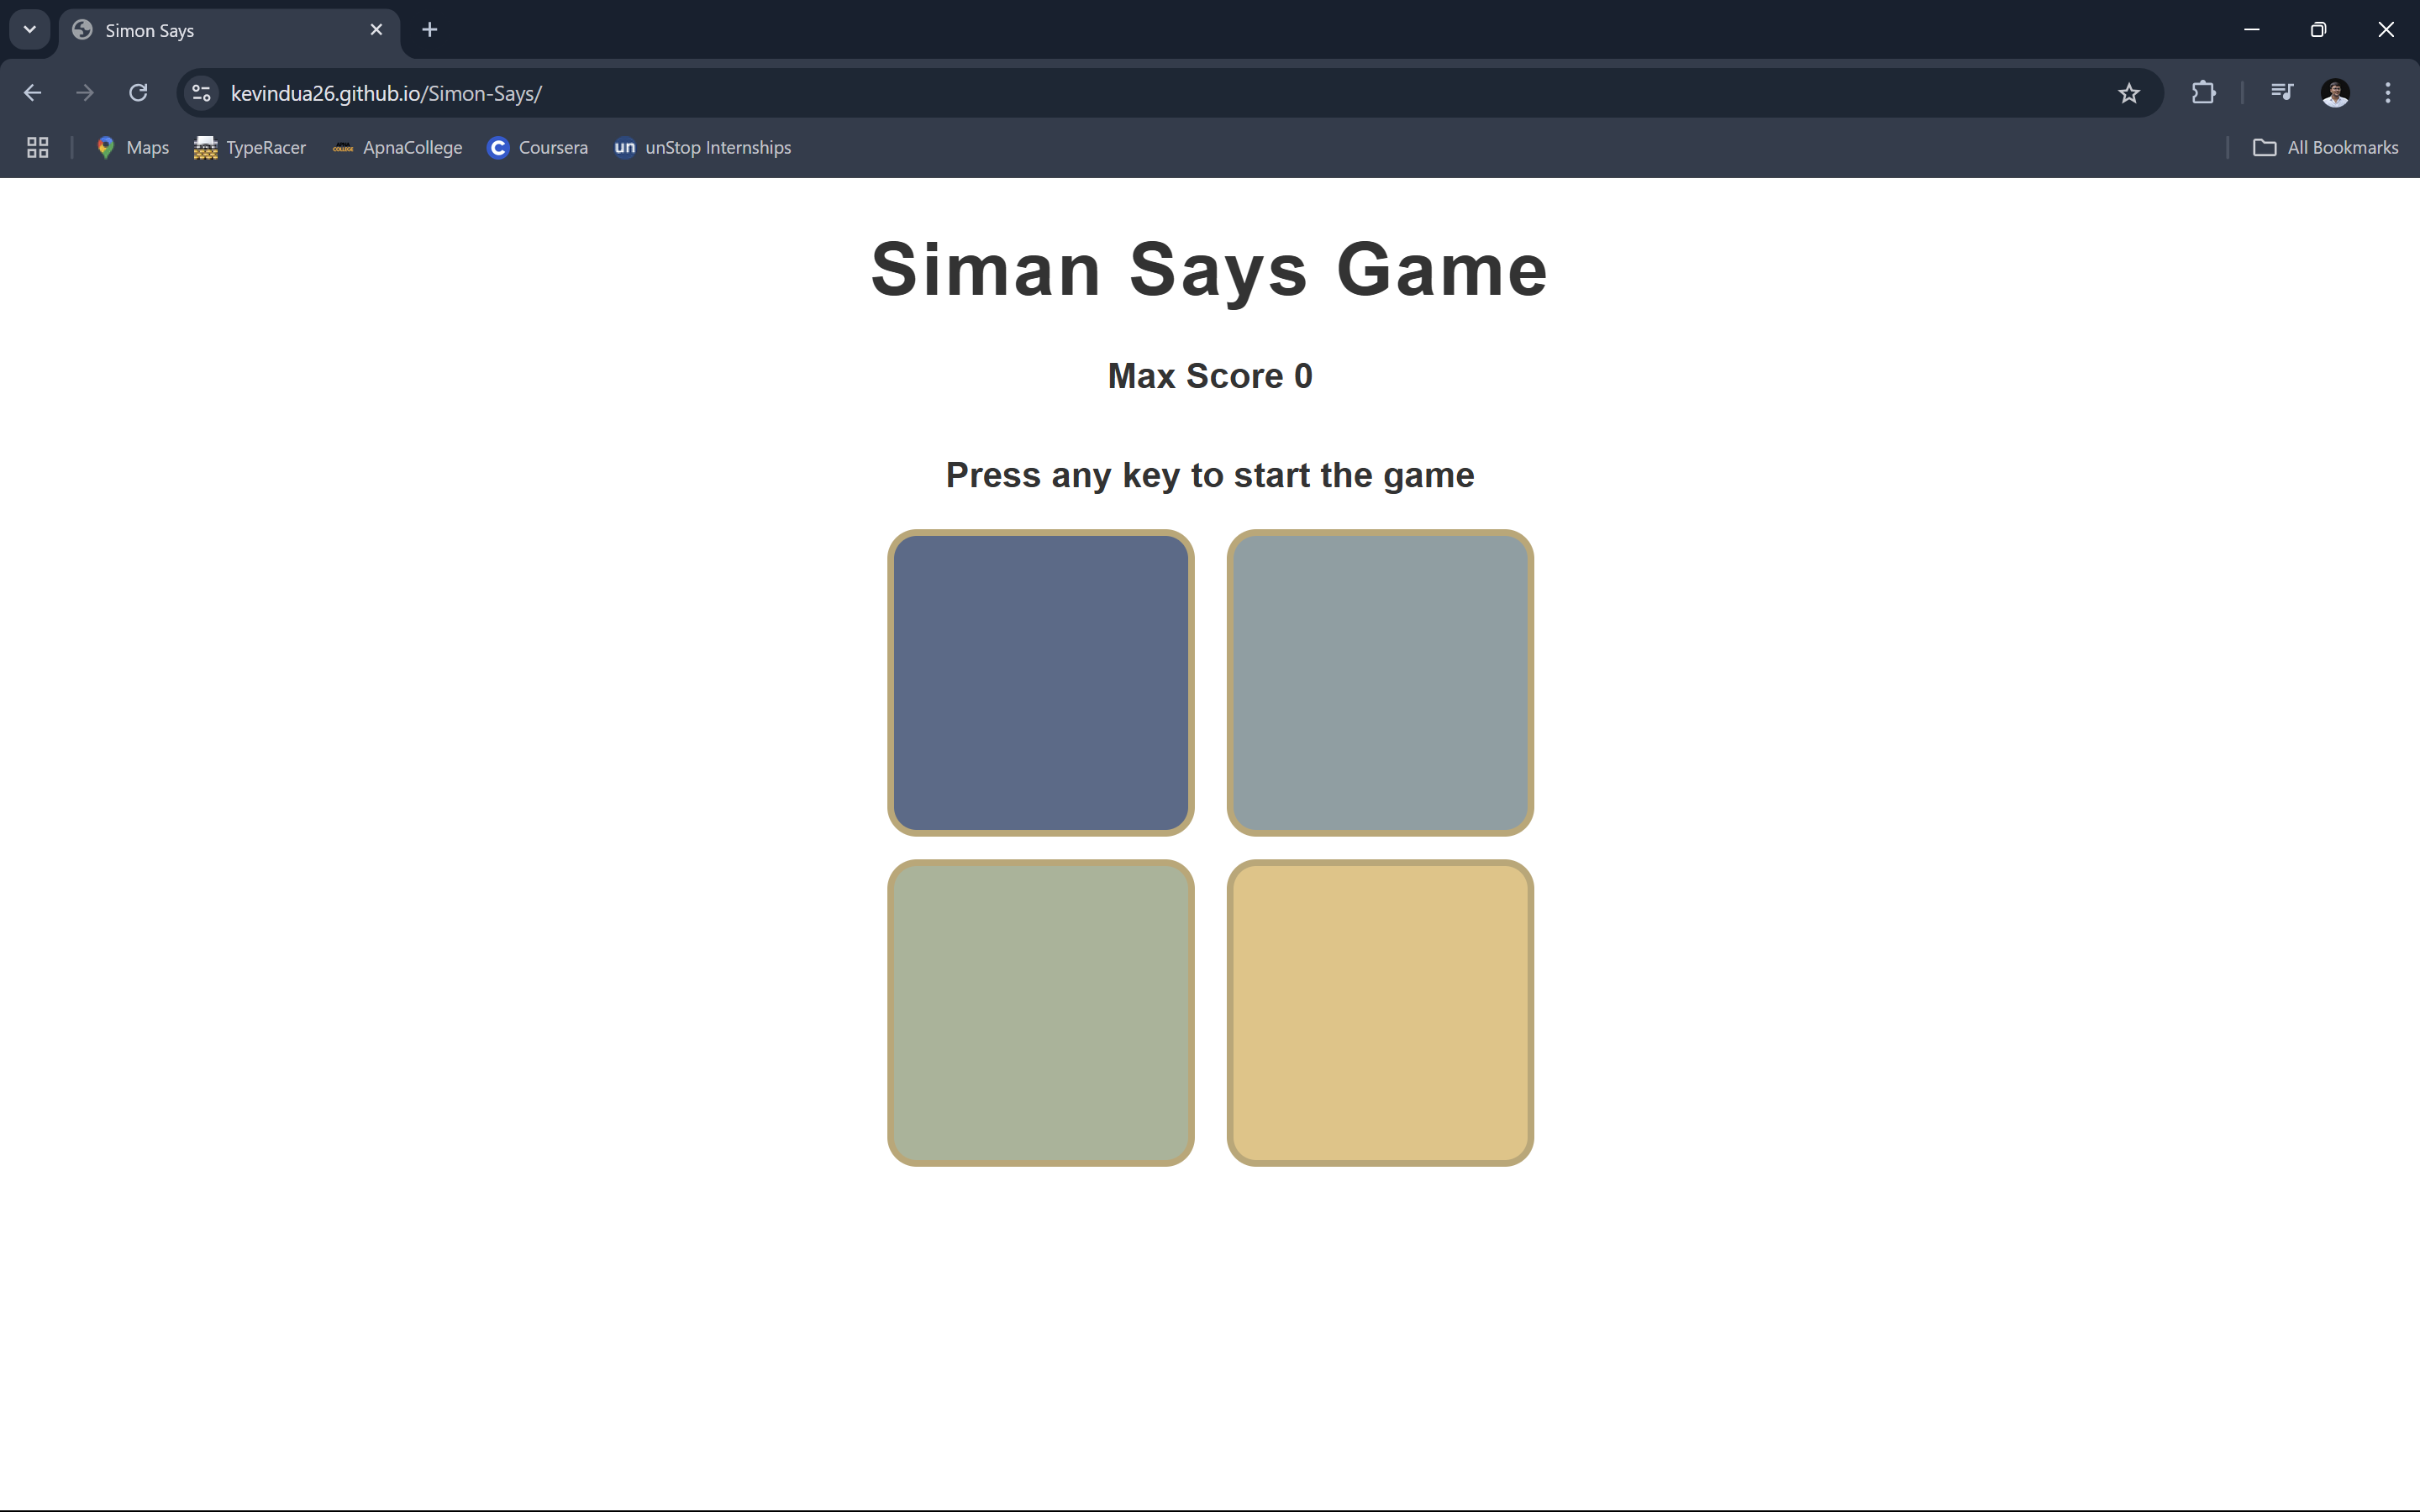 Simon Says
kevindua26.github.io/Simon-Says/
Maps TypeRacer ApnaCollege Coursera un unStop Internships All Bookmarks
Siman Says Game
Max Score 0
Press any key to start the game